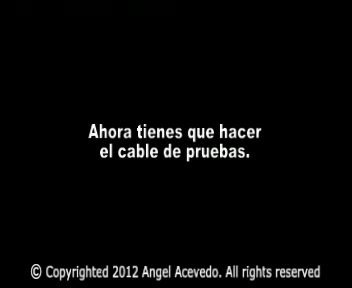 Ahora tienes que hacer
el cable de pruebas.
© Copyrighted 2012 Angel Acevedo. All rights reserved